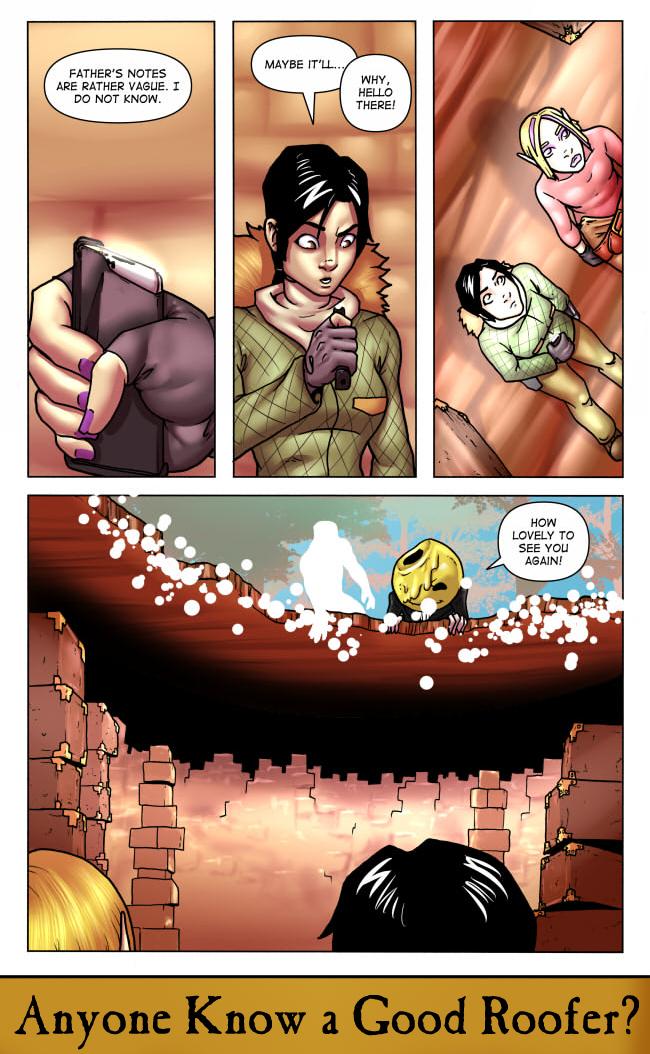 FATHER'S NOTES
ARE RATHER VAGUE. I
DO NOT KNOW.
MAYBE IT'LL...
WHY,
HELLO
THERE!
HOW
LOVELY TO
SEE YOU
AGAIN!
Anyone Know a Good Roofer?